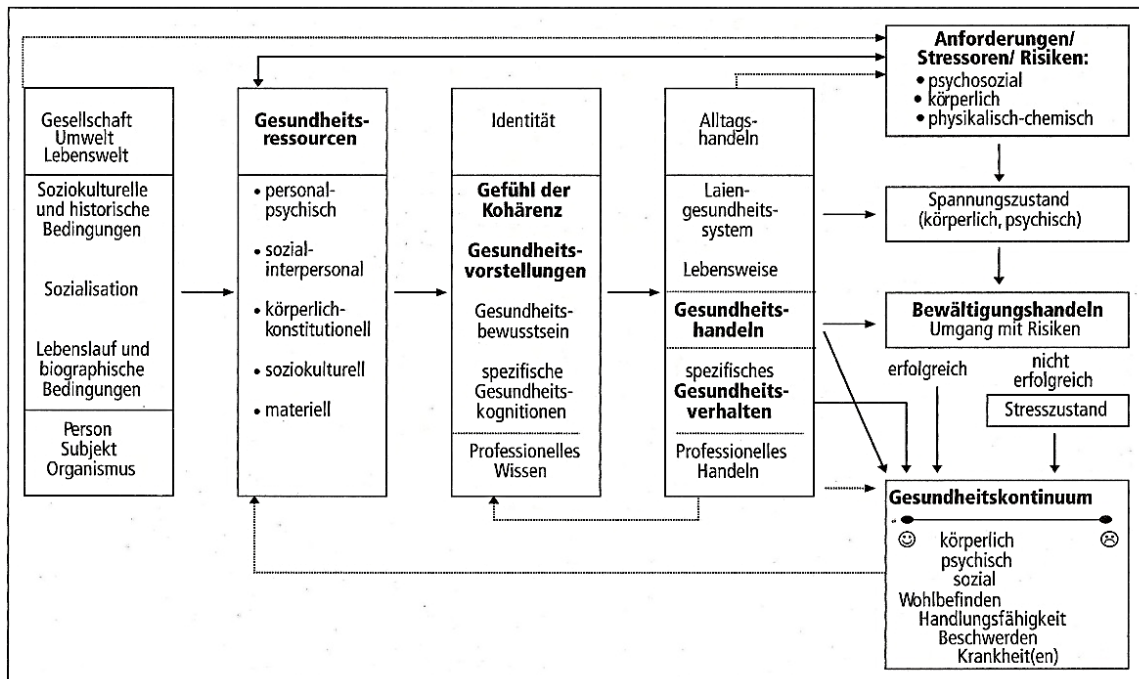 Gesellschaft
Umwelt
Lebenswelt
Soziokulturelle
und historische
Bedingungen
Sozialisation
Lebenslauf und
biographische
Bedingungen
Person
Subjekt
Organismus
Gesundheits-
ressourcen
• personal-
psychisch
• sozial-
interpersonal
• körperlich-
konstitutionell
• soziokulturell
• materiell
Identität
Gefühl der
Kohärenz
Gesundheits-
vorstellungen
Gesundheits-
bewusstsein
spezifische
Gesundheits-
kognitionen
Professionelles
Wissen
Alltags-
handeln
Laien-
gesundheits-
system
Lebensweise
Gesundheits-
handeln
spezifisches
Gesundheits-
verhalten
Professionelles
Handeln
Anforderungen/
Stressoren/ Risiken:
• psychosozial
• körperlich
• physikalisch-chemisch
Spannungszustand
(körperlich, psychisch)
Bewältigungshandeln
Umgang mit Risiken
erfolgreich
nicht
erfolgreich
Stresszustand
Gesundheitskontinuum
körperlich
psychisch
sozial
Wohlbefinden
Handlungsfähigkeit
Beschwerden
Krankheit(en)